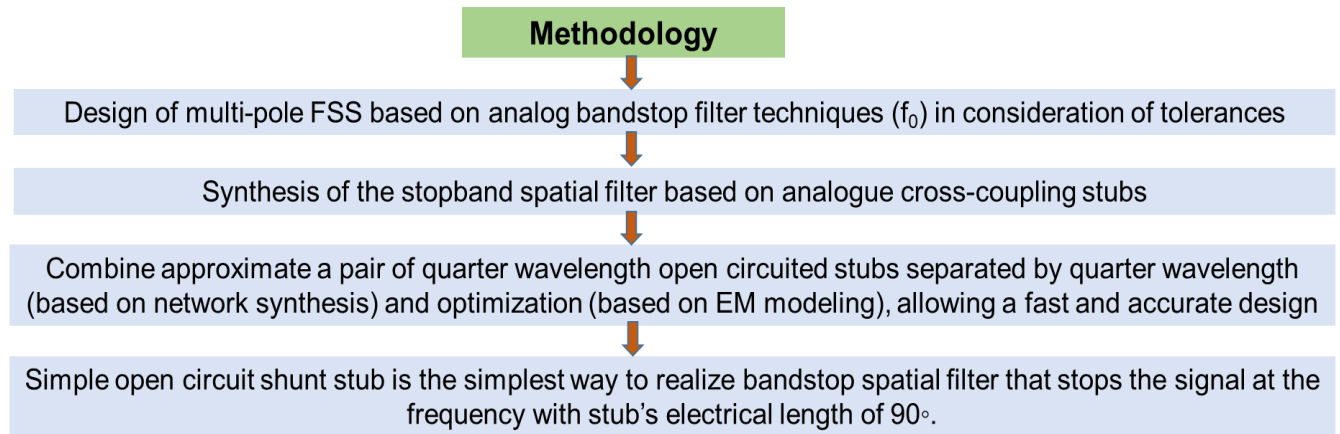 Methodology
Design of multi-pole FSS based on analog bandstop filter techniques (f₀) in consideration of tolerances
Synthesis of the stopband spatial filter based on analogue cross-coupling stubs
Combine approximate a pair of quarter wavelength open circuited stubs separated by quarter wavelength
(based on network synthesis) and optimization (based on EM modeling), allowing a fast and accurate design
Simple open circuit shunt stub is the simplest way to realize bandstop spatial filter that stops the signal at the
frequency with stub's electrical length of 90◦.